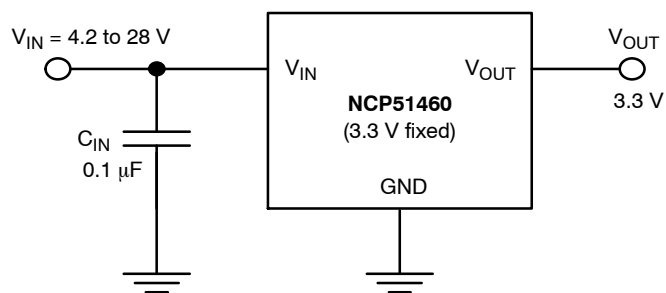 V_IN = 4.2 to 28 V
V_OUT
V_IN
V_OUT
3.3 V
NCP51460
(3.3 V fixed)
C_IN
0.1 μF
GND